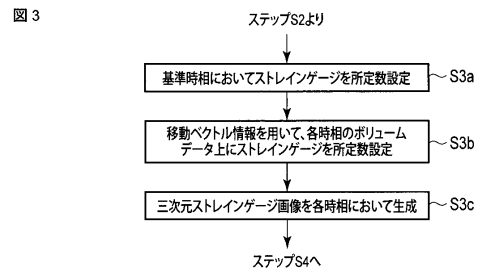 図 3
ステップS2より
基準時相においてストレインゲージを所定数設定
S3a
移動ベクトル情報を用いて、各時相のボリューム
データ上にストレインゲージを所定数設定
S3b
三次元ストレインゲージ画像を各時相において生成
S3c
ステップS4へ